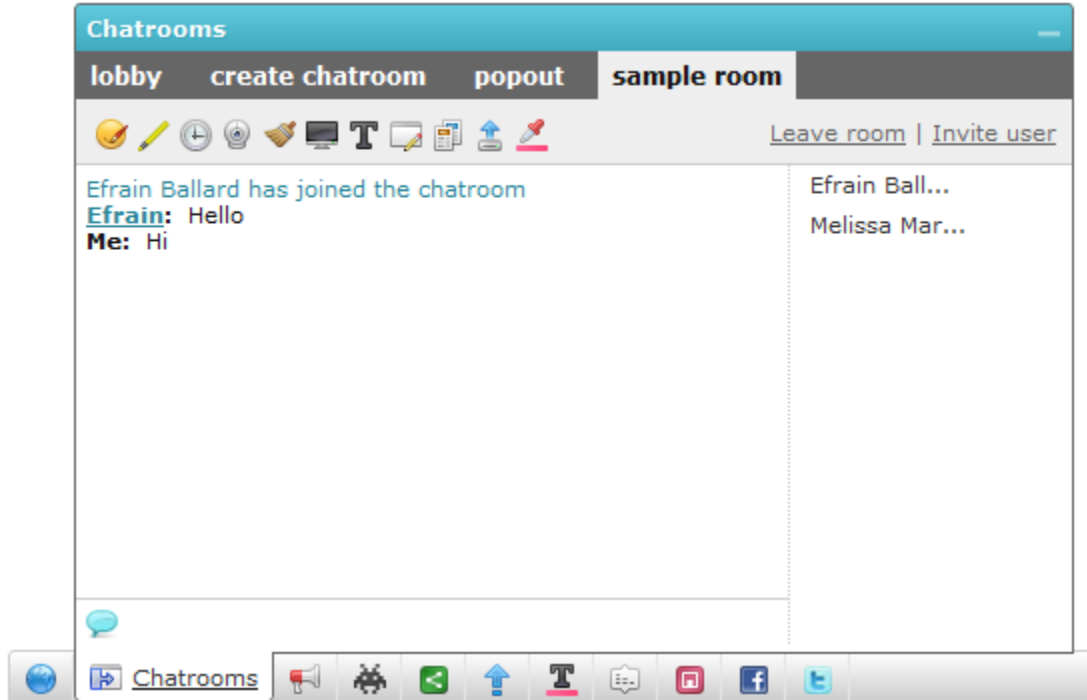 Chatrooms
lobby create chatroom popout sample room
Leave room | Invite user
Efrain Ballard has joined the chatroom
Efrain: Hello
Me: Hi
Efrain Ball...
Melissa Mar...
Chatrooms